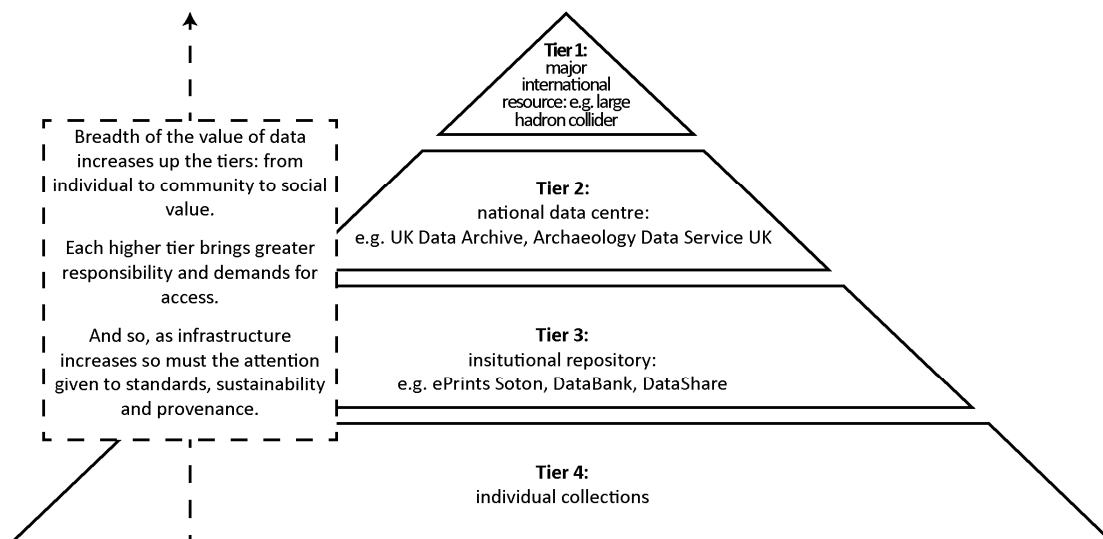 Tier 1:
major
international
resource: e.g. large
hadron collider
Breadth of the value of data
increases up the tiers: from
individual to community to social
value.
Each higher tier brings greater
responsibility and demands for
access.
And so, as infrastructure
increases so must the attention
given to standards, sustainability
and provenance.
Tier 2:
national data centre:
e.g. UK Data Archive, Archaeology Data Service UK
Tier 3:
insitutional repository:
e.g. ePrints Soton, DataBank, DataShare
Tier 4:
individual collections